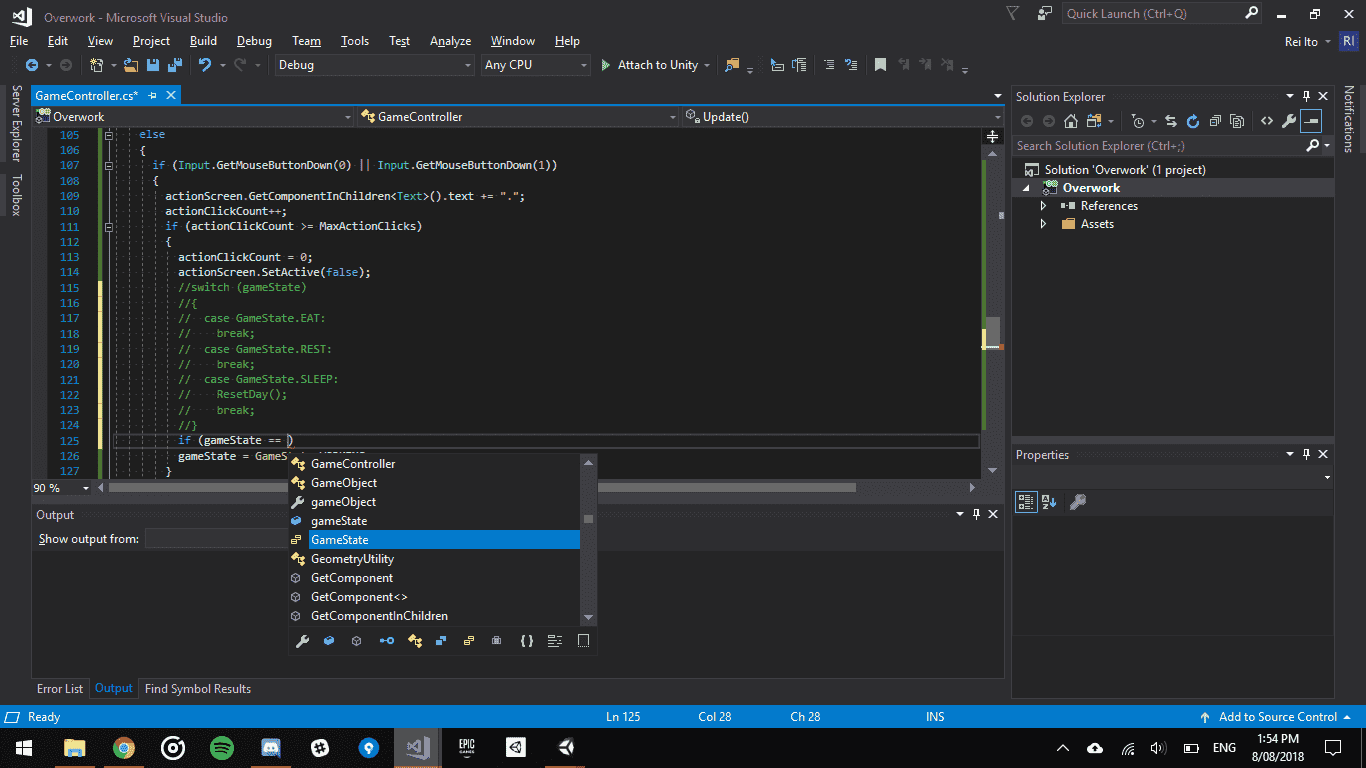 Overwork - Microsoft Visual Studio
Quick Launch (Ctrl+Q)
File Edit View Project Build Debug Team Tools Test Analyze Window Help
Rei Ito RI
Debug Any CPU Attach to Unity
Server Explorer
Toolbox
GameController.cs*
Overwork GameController Update()
105 else
106 {
107 if (Input.GetMouseButtonDown(0) || Input.GetMouseButtonDown(1))
108 {
109 actionScreen.GetComponentInChildren<Text>().text += ".";
110 actionClickCount++;
111 if (actionClickCount >= MaxActionClicks)
112 {
113 actionClickCount = 0;
114 actionScreen.SetActive(false);
115 //switch (gameState)
116 //{
117 // case GameState.EAT:
118 // break;
119 // case GameState.REST:
120 // break;
121 // case GameState.SLEEP:
122 // ResetDay();
123 // break;
124 //}
125 if (gameState == )
126 gameState = GameS
127 }
GameController
GameObject
gameObject
gameState
GameState
GeometryUtility
GetComponent
GetComponent<>
GetComponentInChildren
90 %
Output
Show output from:
Error List Output Find Symbol Results
Solution Explorer
Search Solution Explorer (Ctrl+;)
Solution 'Overwork' (1 project)
Overwork
References
Assets
Properties
Notifications
Ready Ln 125 Col 28 Ch 28 INS Add to Source Control
EPIC
GAMES
ENG
1:54 PM
8/08/2018